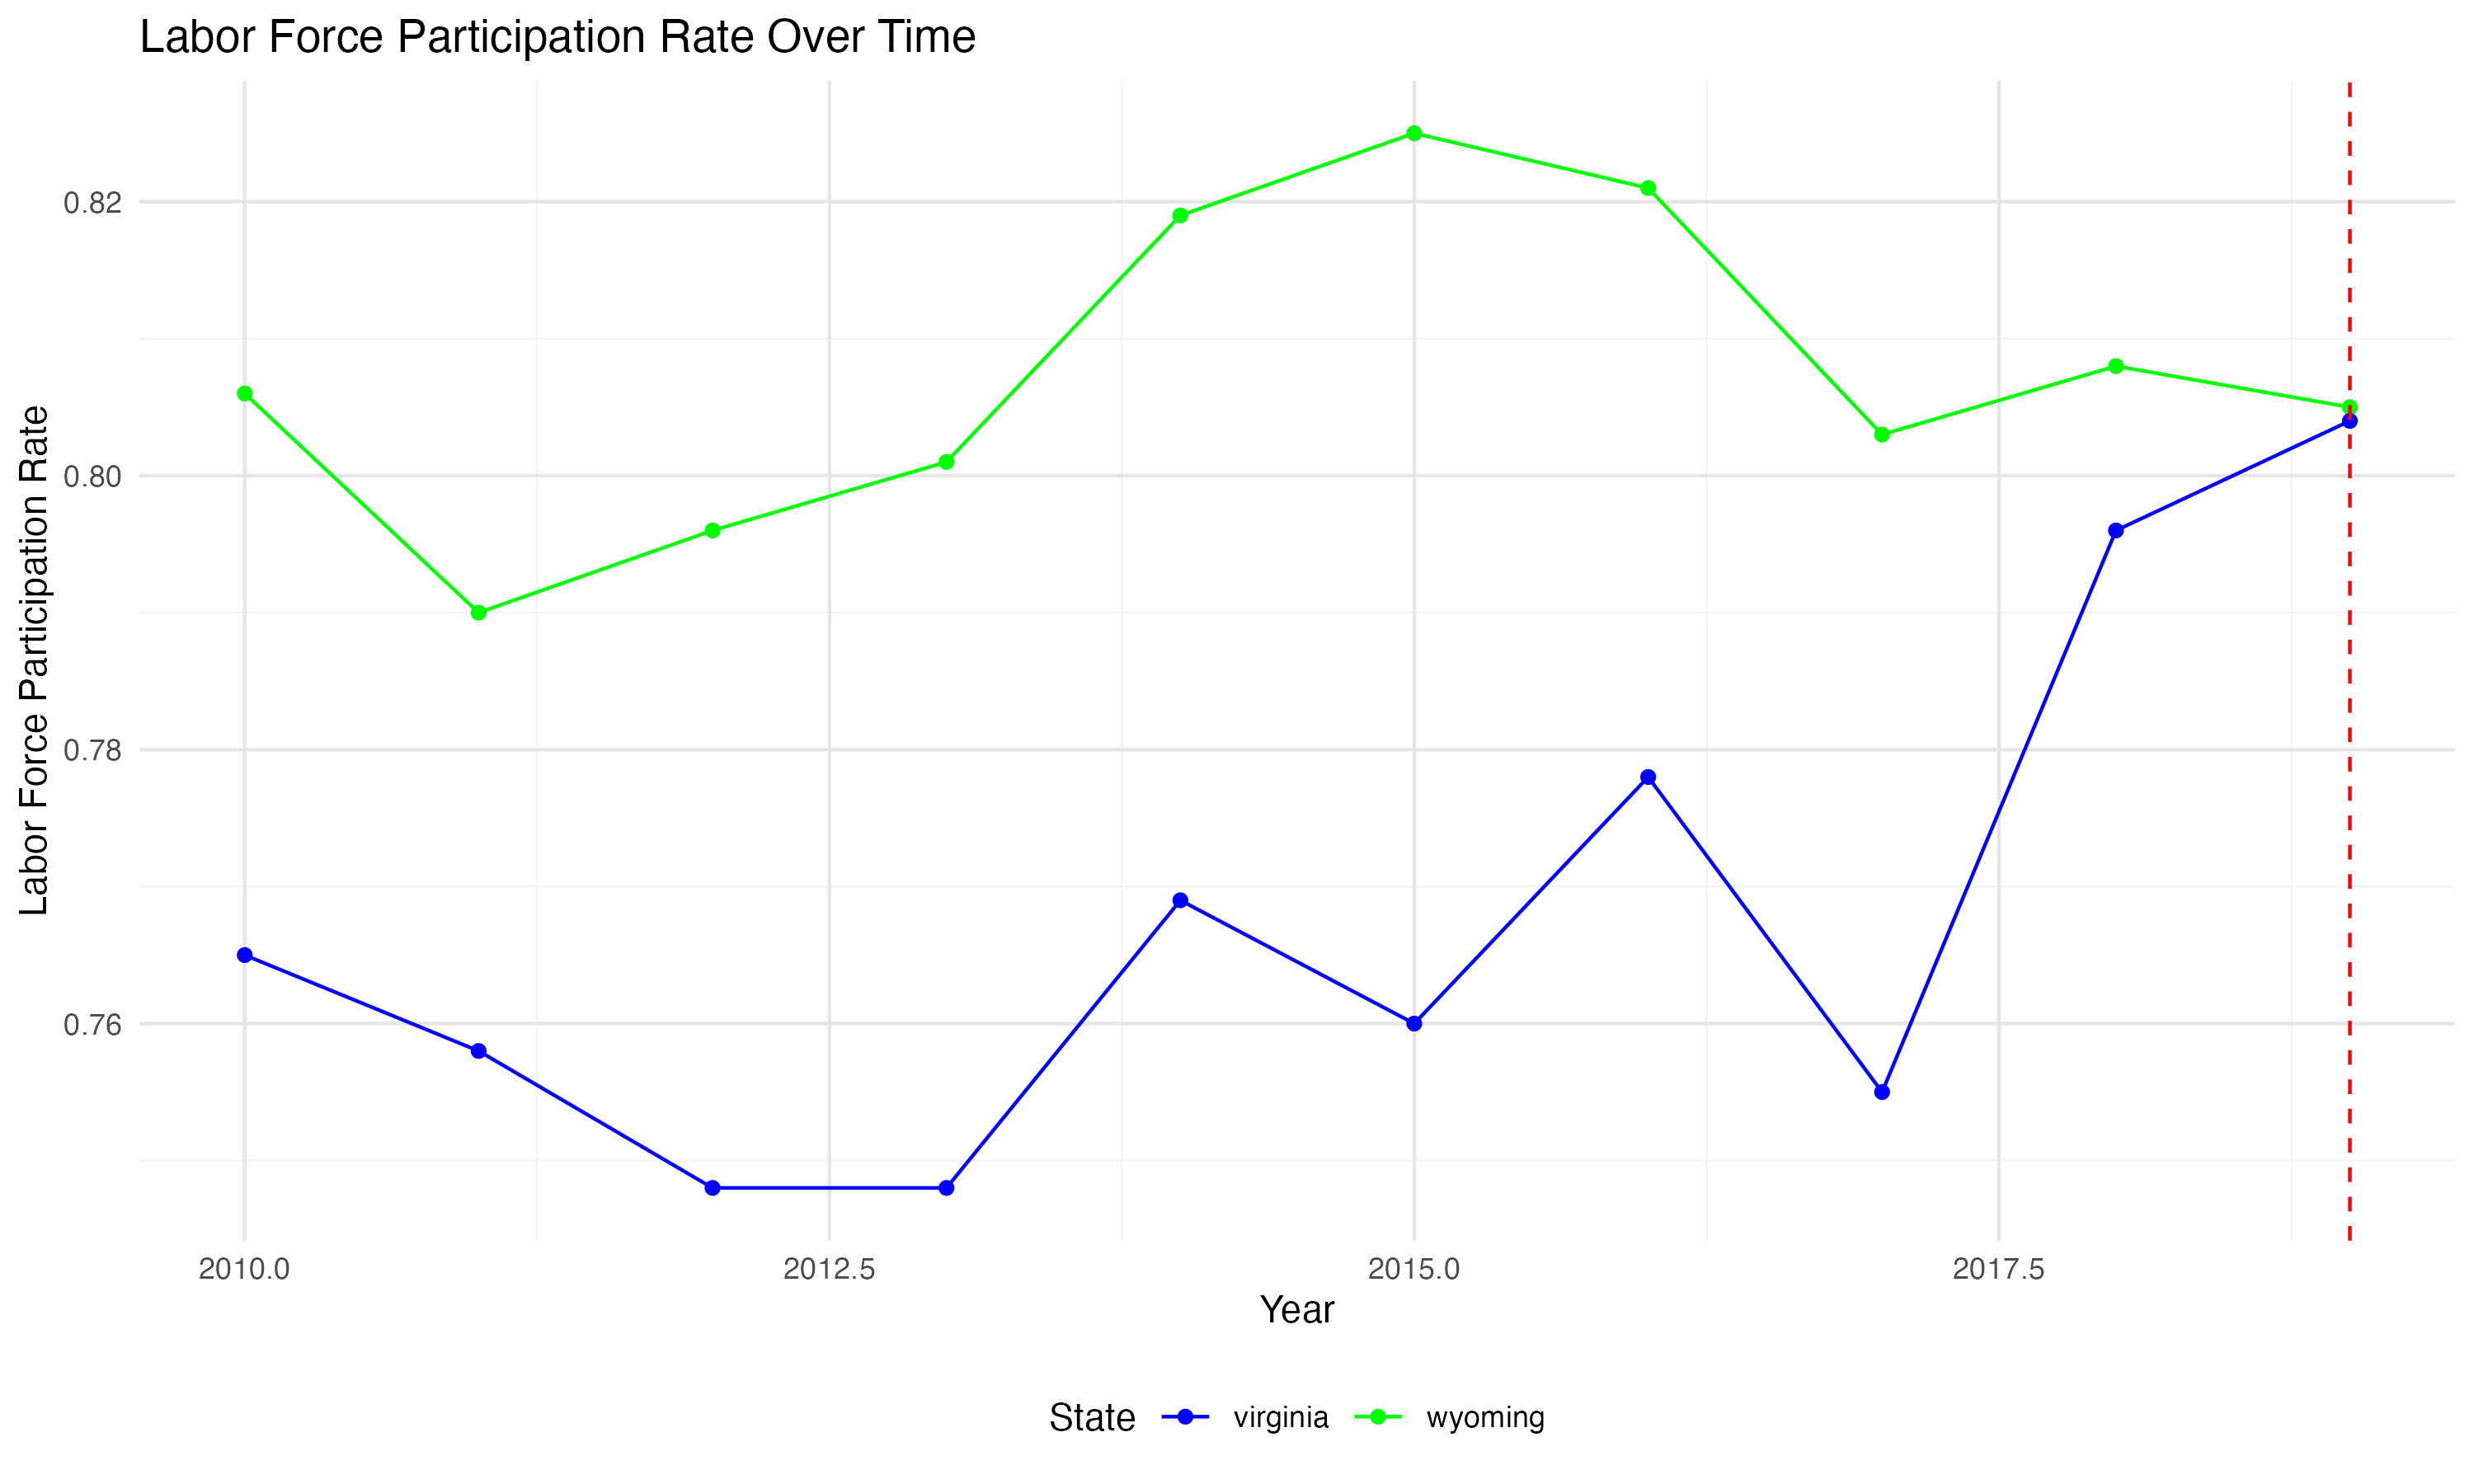 Labor Force Participation Rate Over Time
Labor Force Participation Rate
0.82
0.80
0.78
0.76
2010.0
2012.5
2015.0
2017.5
Year
State
virginia
wyoming